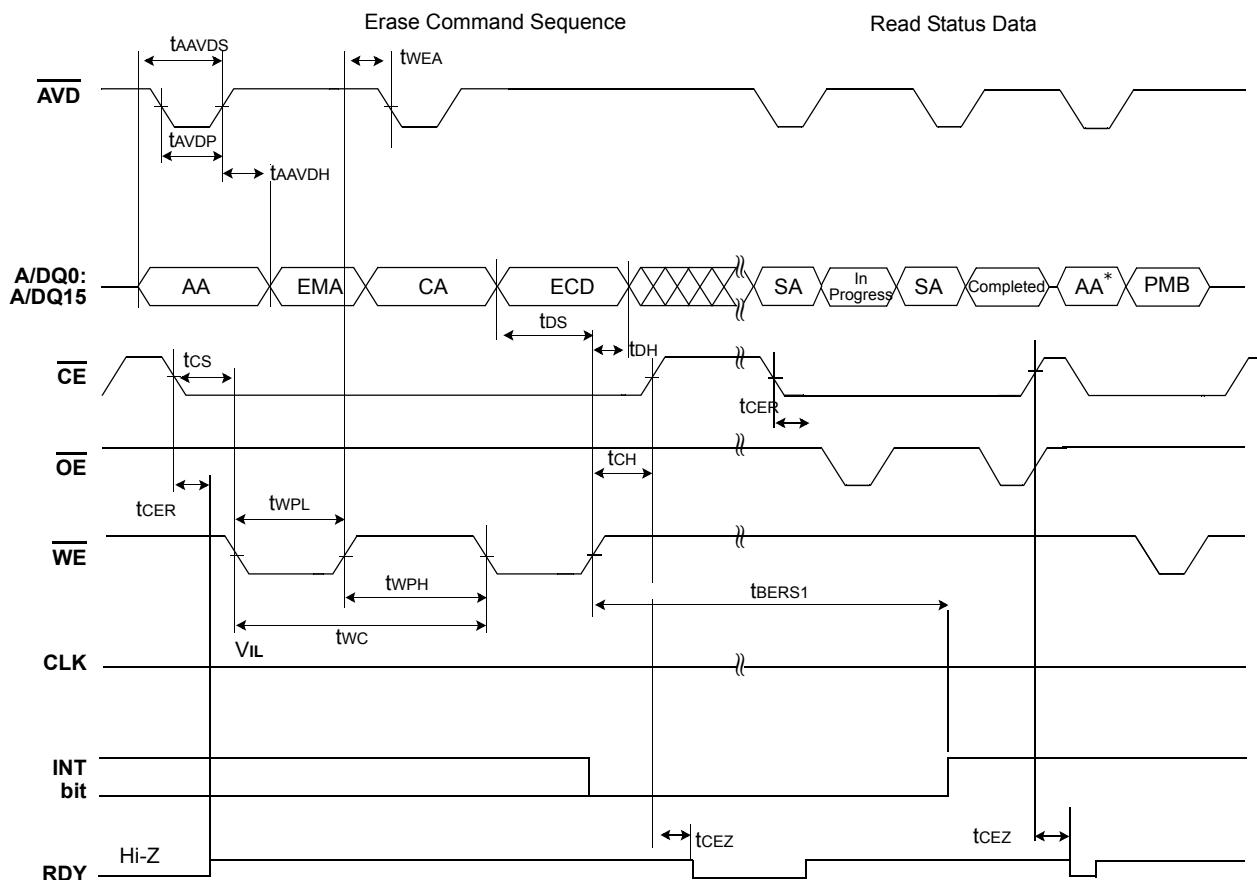 Erase Command Sequence
Read Status Data
tAAVDS
tWEA
AVD
tAVDP
tAAVDH
A/DQ0:
A/DQ15
AA
EMA
CA
ECD
SA
In
Progress
SA
Completed
AA*
PMB
tDS
tDH
tCS
CE
tCER
OE
tCH
tCER
tWPL
WE
tWPH
tBERS1
tWC
VIL
CLK
INT
bit
tCEZ
tCEZ
Hi-Z
RDY